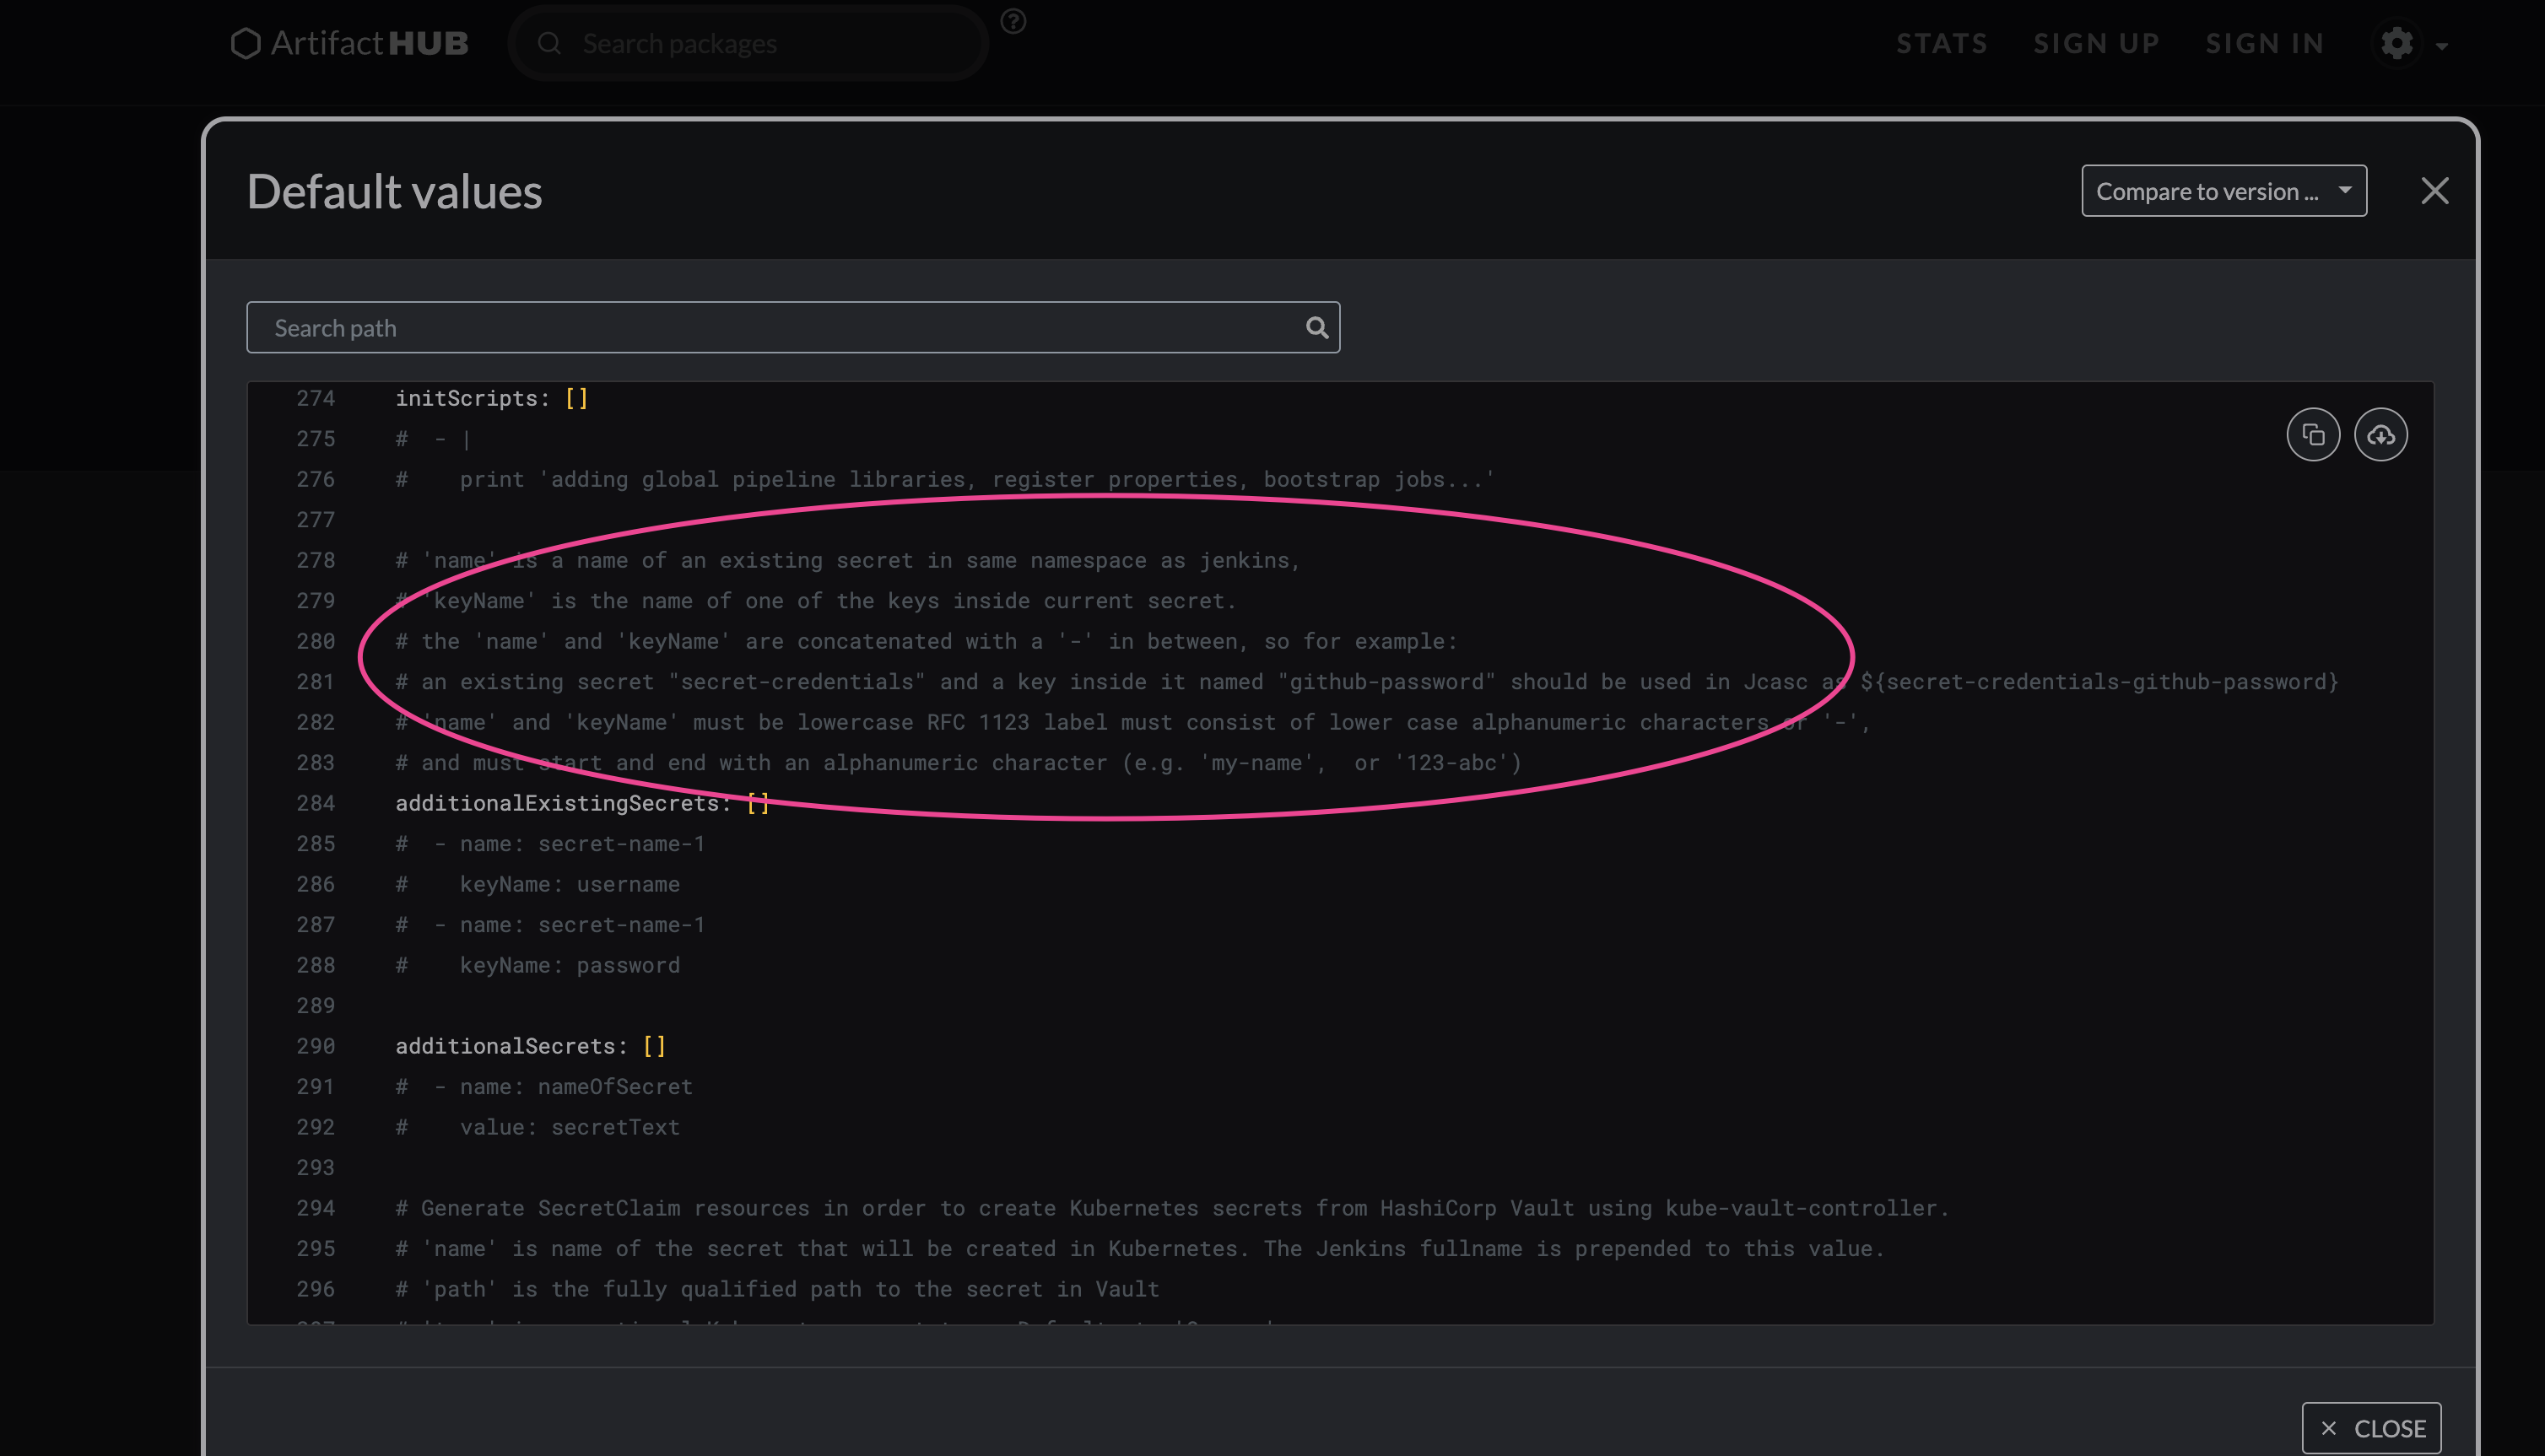 ArtifactHUB
Search packages
?
STATS
SIGN UP
SIGN IN
Default values
Compare to version ...
Search path
274 initScripts: []
275 #  - |
276 #    print 'adding global pipeline libraries, register properties, bootstrap jobs...'
277
278 # 'name' is a name of an existing secret in same namespace as jenkins,
279 # 'keyName' is the name of one of the keys inside current secret.
280 # the 'name' and 'keyName' are concatenated with a '-' in between, so for example:
281 # an existing secret "secret-credentials" and a key inside it named "github-password" should be used in Jcasc as ${secret-credentials-github-password}
282 # 'name' and 'keyName' must be lowercase RFC 1123 label must consist of lower case alphanumeric characters or '-',
283 # and must start and end with an alphanumeric character (e.g. 'my-name',  or '123-abc')
284 additionalExistingSecrets: []
285 #  - name: secret-name-1
286 #    keyName: username
287 #  - name: secret-name-1
288 #    keyName: password
289
290 additionalSecrets: []
291 #  - name: nameOfSecret
292 #    value: secretText
293
294 # Generate SecretClaim resources in order to create Kubernetes secrets from HashiCorp Vault using kube-vault-controller.
295 # 'name' is name of the secret that will be created in Kubernetes. The Jenkins fullname is prepended to this value.
296 # 'path' is the fully qualified path to the secret in Vault
CLOSE